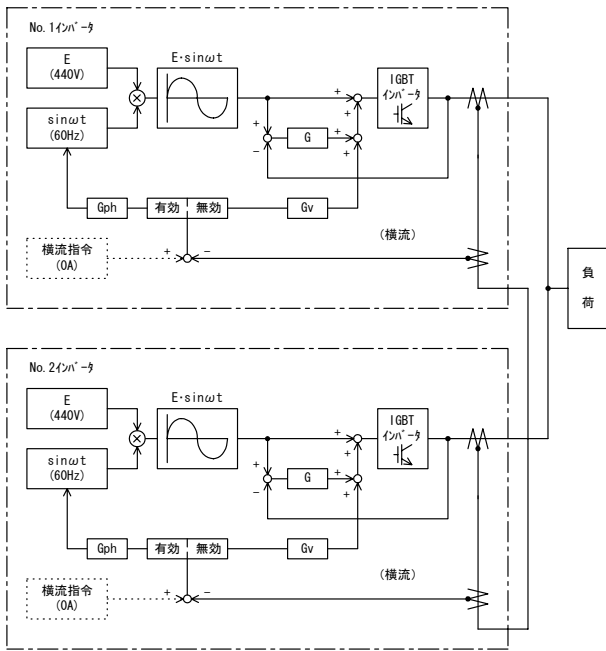 No.1インバータ
E
(440V)
E·sinωt
IGBT
インバータ
sinωt
(60Hz)
+
+
+
+
−
G
+
Gph
有効
無効
Gv
横流指令
(0A)
+
−
(横流)
負
荷
No.2インバータ
E
(440V)
E·sinωt
IGBT
インバータ
sinωt
(60Hz)
+
+
+
+
−
G
+
Gph
有効
無効
Gv
横流指令
(0A)
+
−
(横流)